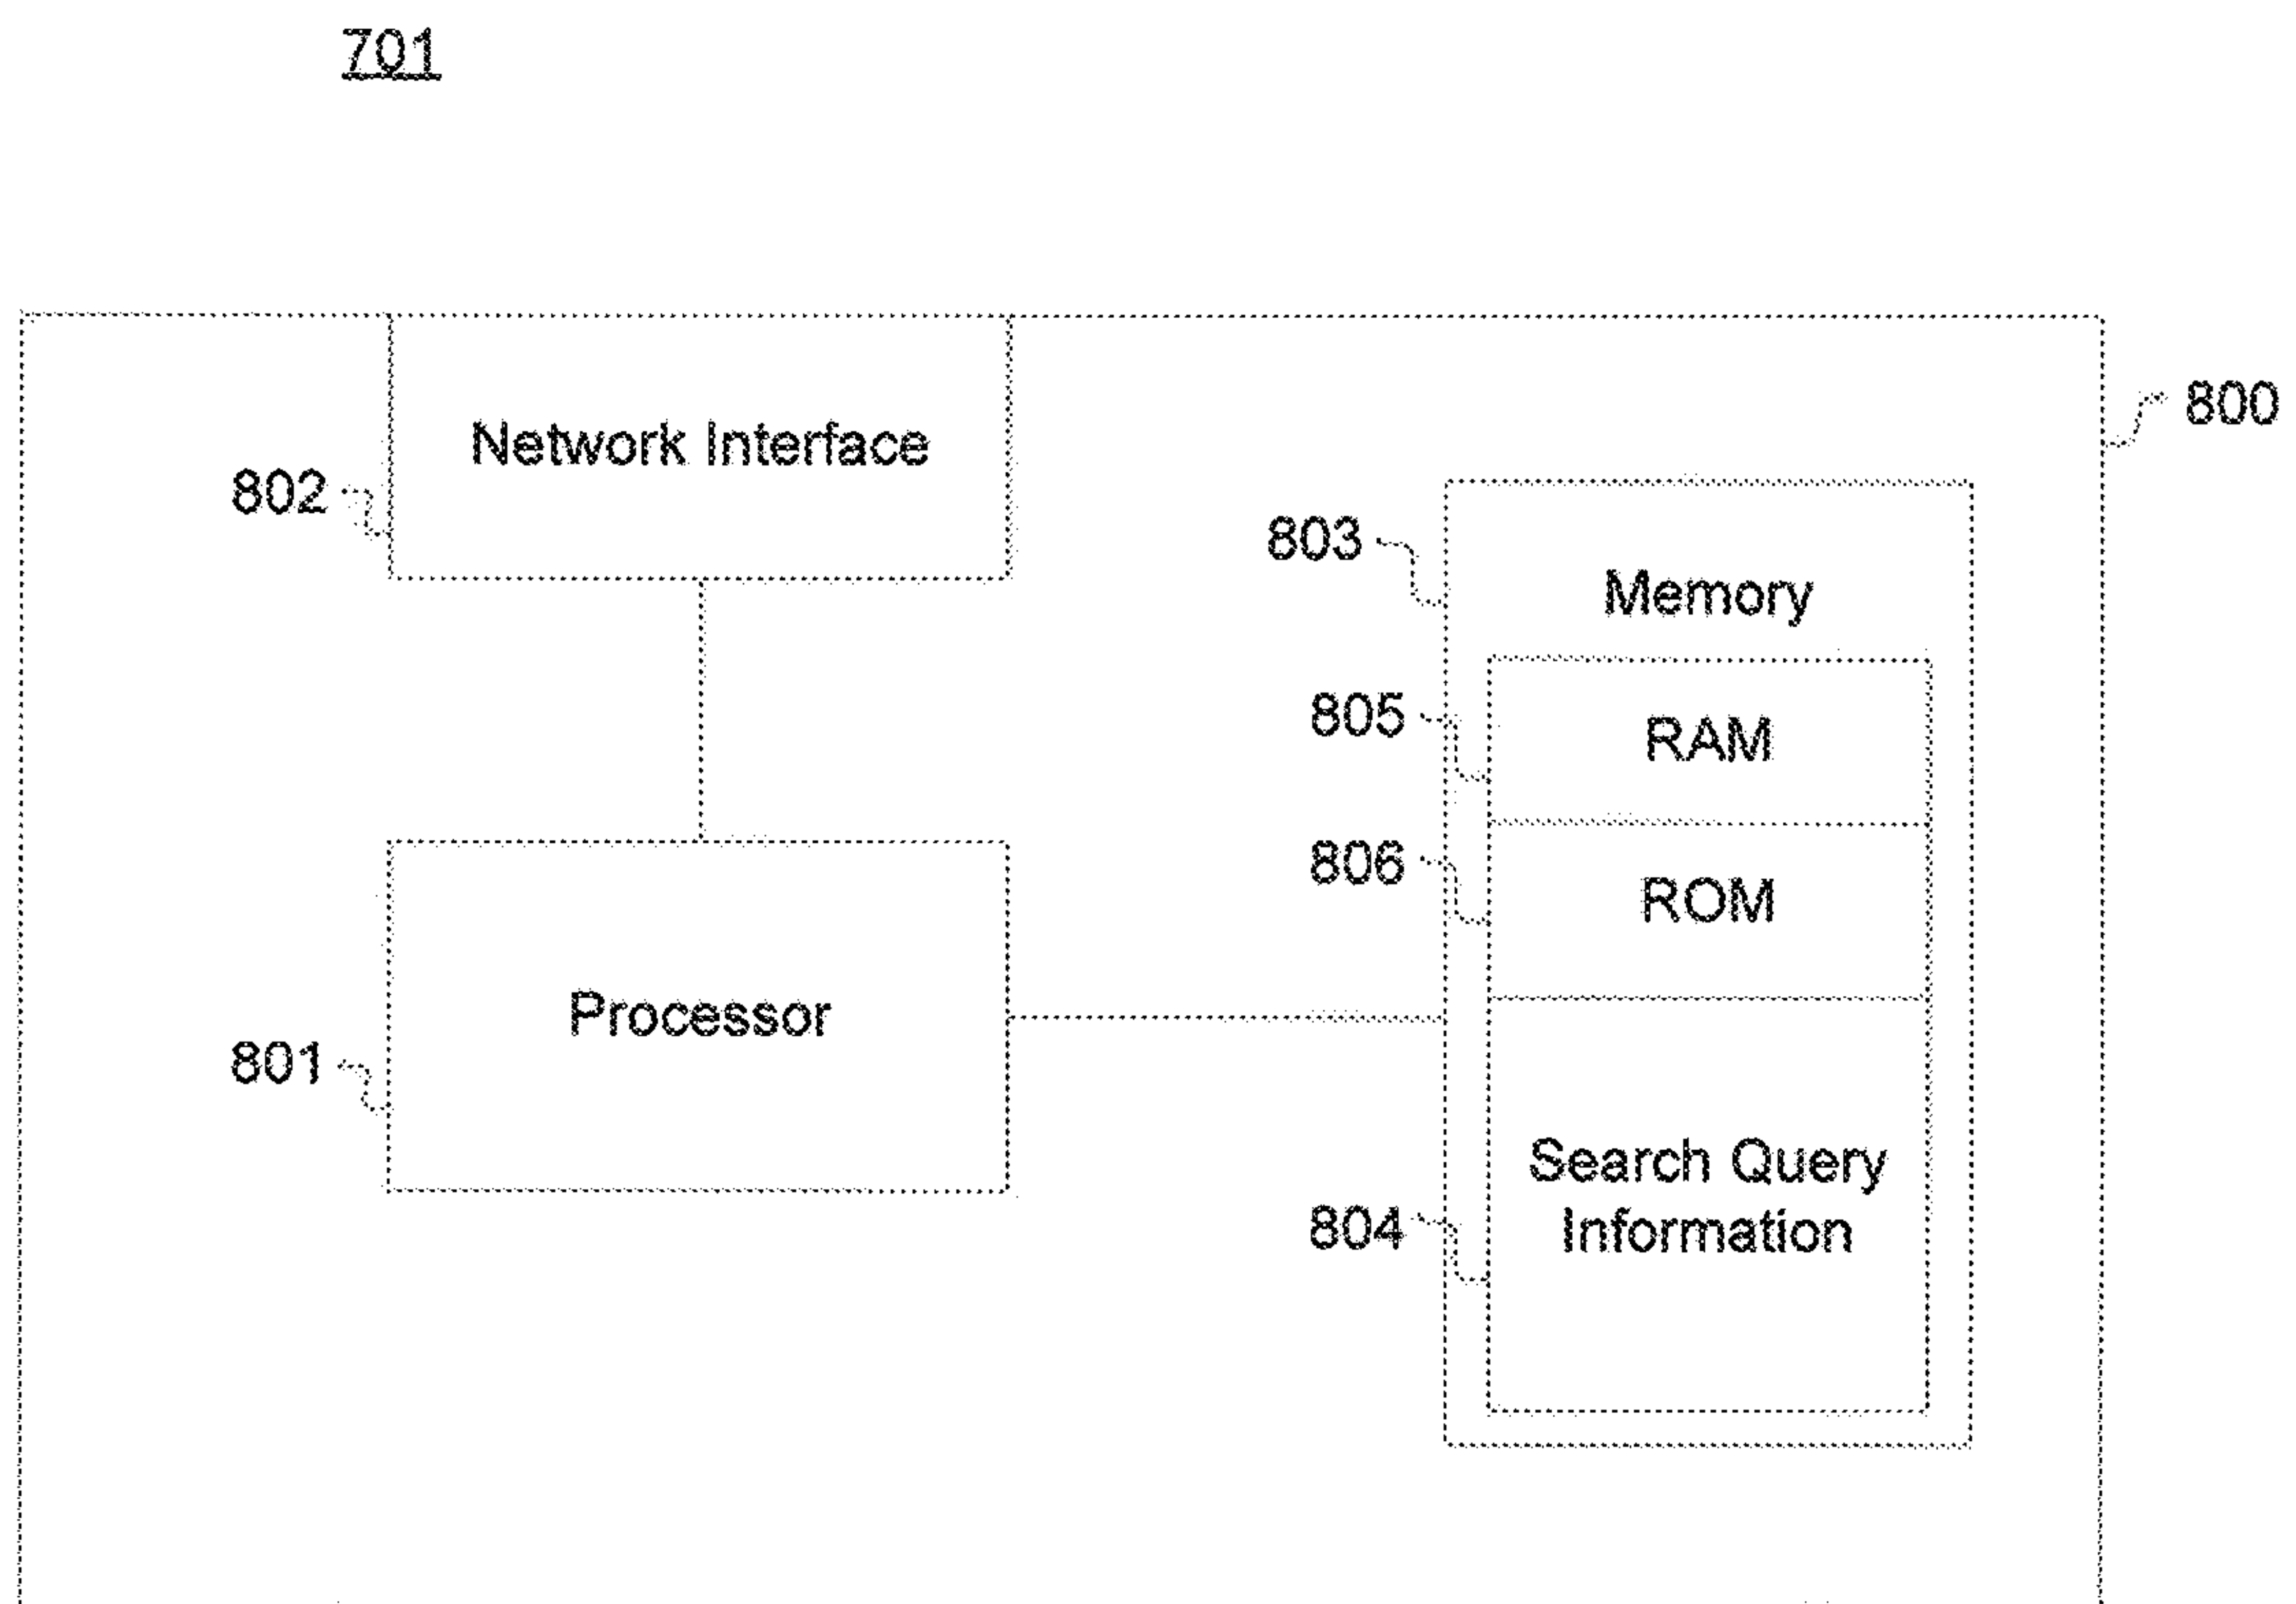 701
800
Network Interface
802
803
Memory
805
RAM
806
ROM
Processor
801
Search Query
Information
804